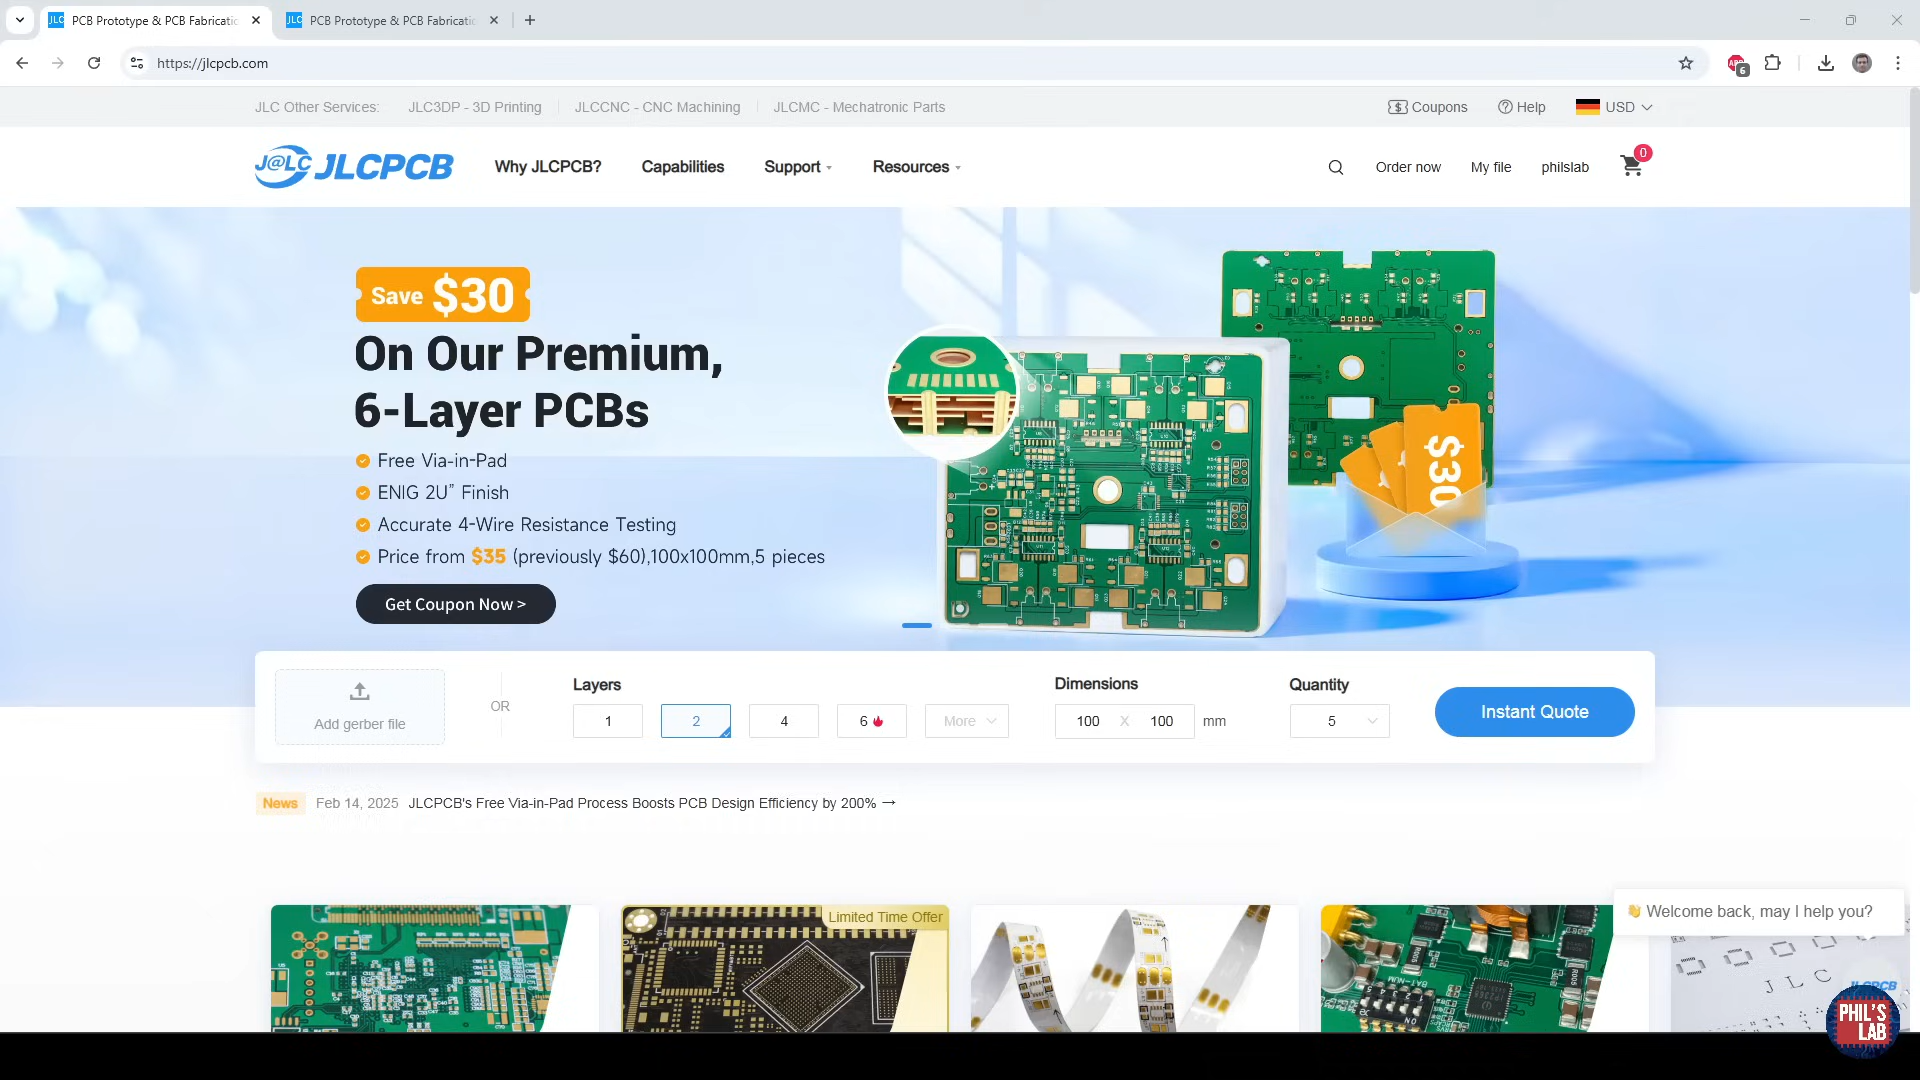 PCB Prototype & PCB Fabricatio
PCB Prototype & PCB Fabricatio
https://jlcpcb.com
6
JLC Other Services:
JLC3DP - 3D Printing
JLCCNC - CNC Machining
JLCMC - Mechatronic Parts
Coupons
Help
USD
J@LC JLCPCB
Why JLCPCB?
Capabilities
Support
Resources
Order now
My file
philslab
0
Save $30
On Our Premium,
6-Layer PCBs
Free Via-in-Pad
ENIG 2U" Finish
Accurate 4-Wire Resistance Testing
Price from $35 (previously $60),100x100mm,5 pieces
Get Coupon Now >
$30
Add gerber file
OR
Layers
1
2
4
6
More
Dimensions
100 X 100 mm
Quantity
5
Instant Quote
News
Feb 14, 2025
JLCPCB's Free Via-in-Pad Process Boosts PCB Design Efficiency by 200% →
Limited Time Offer
👋 Welcome back, may I help you?
J L C
PHIL'S
LAB